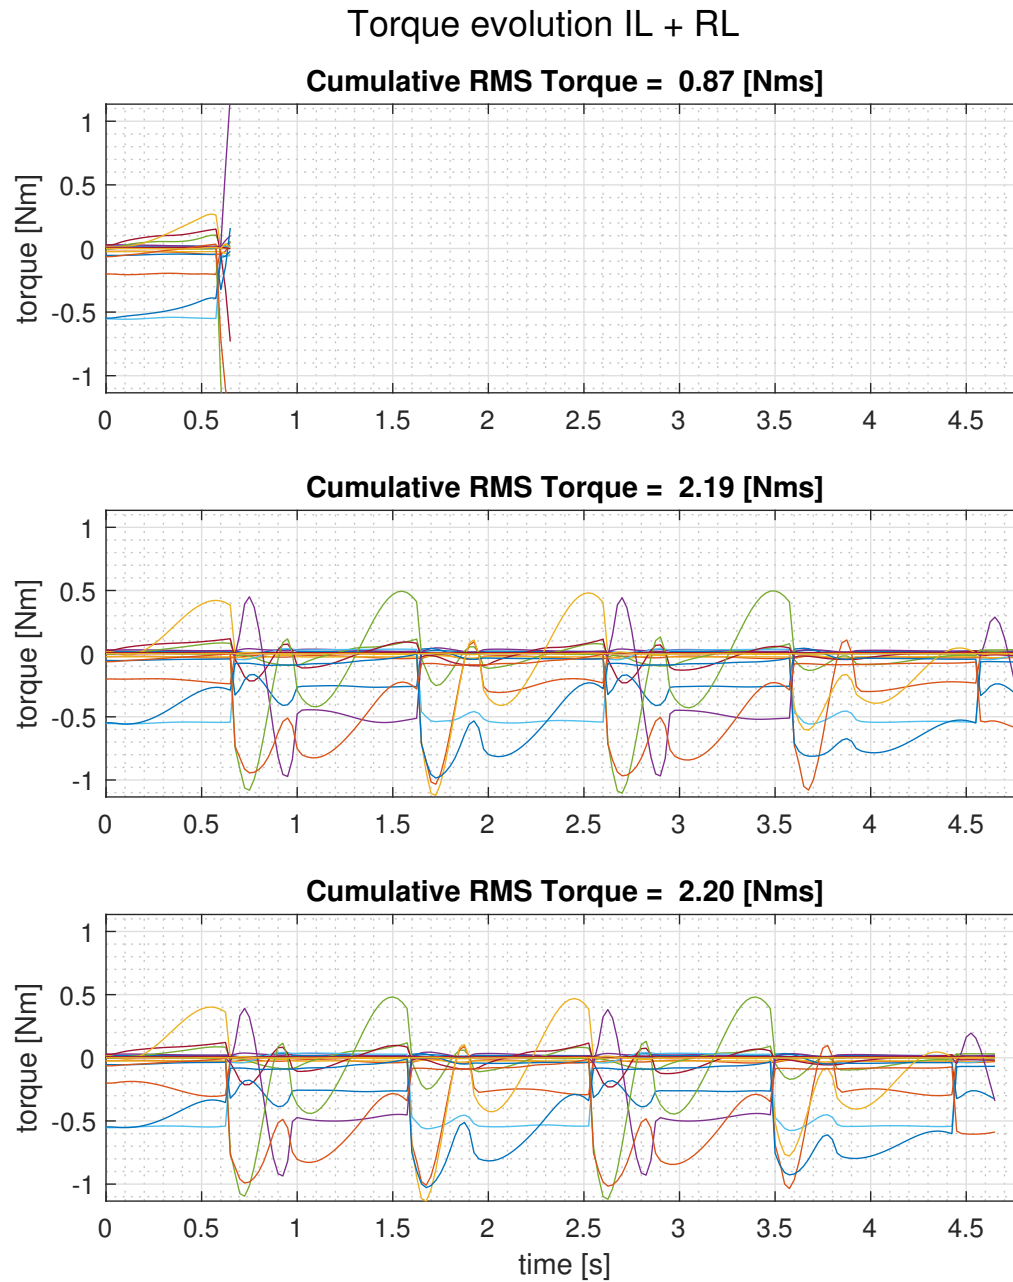 Torque evolution IL + RL
Cumulative RMS Torque = 0.87 [Nms]
1
0.5
0
-0.5
-1
torque [Nm]
0 0.5 1 1.5 2 2.5 3 3.5 4 4.5
Cumulative RMS Torque = 2.19 [Nms]
1
0.5
0
-0.5
-1
torque [Nm]
0 0.5 1 1.5 2 2.5 3 3.5 4 4.5
Cumulative RMS Torque = 2.20 [Nms]
1
0.5
0
-0.5
-1
torque [Nm]
0 0.5 1 1.5 2 2.5 3 3.5 4 4.5
time [s]